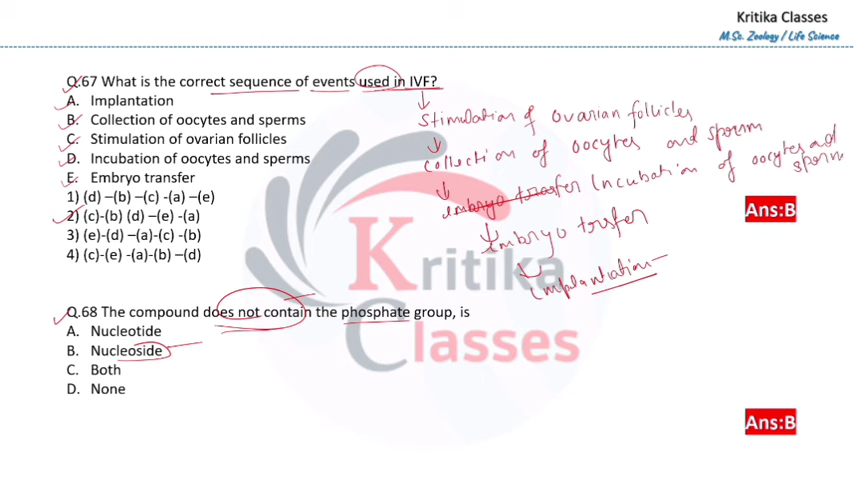 Kritika Classes
M.Sc. Zoology / Life Science
Q.67 What is the correct sequence of events used in IVF?
A. Implantation
B. Collection of oocytes and sperms
C. Stimulation of ovarian follicles
D. Incubation of oocytes and sperms
E. Embryo transfer
1) (d) –(b) –(c) -(a) –(e)
2) (c)-(b) (d) –(e) -(a)
3) (e)-(d) –(a)-(c) -(b)
4) (c)-(e) -(a)-(b) –(d)
↓
Stimulation of ovarian follicles
↓
collection of oocytes and sperm
↓ embryo transfer Incubation of oocytes and sperm
↓
embryo trasfer
↓
implantation
Ans:B
Kritika
Classes
Q.68 The compound does not contain the phosphate group, is
A. Nucleotide
B. Nucleoside
C. Both
D. None
Ans:B